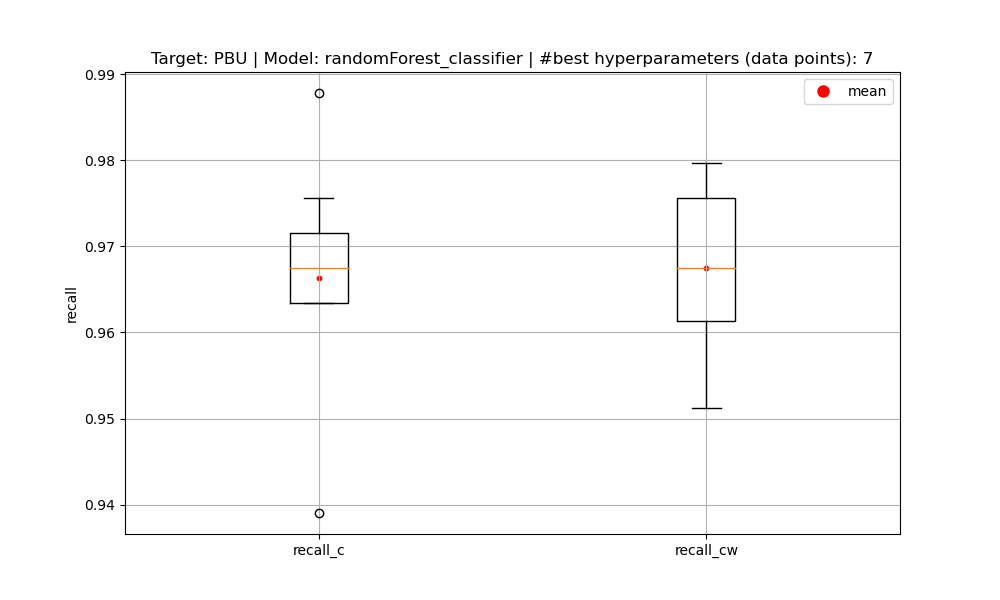 Target: PBU | Model: randomForest_classifier | #best hyperparameters (data points): 7
mean
0.99
0.98
0.97
0.96
0.95
0.94
recall
recall_c
recall_cw